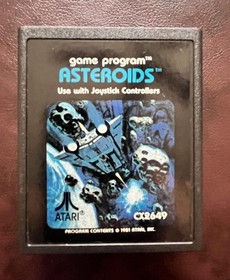 game program™
ASTEROIDS™
Use with Joystick Controllers
ATARI®
CX2649
PROGRAM CONTENTS © 1981 ATARI, INC.